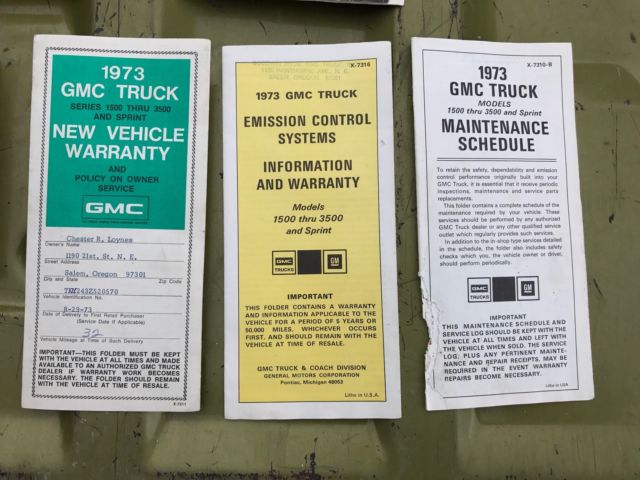 1973
GMC TRUCK
SERIES 1500 THRU 3500
AND SPRINT
NEW VEHICLE
WARRANTY
AND
POLICY ON OWNER
SERVICE
GMC
Chester R. Loynes
Owner's Name
1190 21st. St. N. E.
Street Address
Salem, Oregon 97301
City and State Zip Code
Vehicle Identification No.
8-29-73
Date of Delivery to First Retail Purchaser
(Service Date if Applicable)
32
Vehicle Mileage at Time of Such Delivery
IMPORTANT—THIS FOLDER MUST BE KEPT
WITH THE VEHICLE AT ALL TIMES AND MADE
AVAILABLE TO AN AUTHORIZED GMC TRUCK
DEALER IF WARRANTY WORK BECOMES
NECESSARY. THE FOLDER SHOULD REMAIN
WITH THE VEHICLE AT TIME OF RESALE.
X-7311
X-7316
1973 GMC TRUCK
EMISSION CONTROL
SYSTEMS
INFORMATION
AND WARRANTY
Models
1500 thru 3500
and Sprint
GMC
TRUCKS
GM
IMPORTANT
THIS FOLDER CONTAINS A WARRANTY
AND INFORMATION APPLICABLE TO THE
VEHICLE FOR A PERIOD OF 5 YEARS OR
50,000 MILES. WHICHEVER OCCURS
FIRST, AND SHOULD REMAIN WITH THE
VEHICLE AT TIME OF RESALE.
GMC TRUCK & COACH DIVISION
GENERAL MOTORS CORPORATION
Pontiac, Michigan 48053
Litho in U.S.A.
X-7310-B
1973
GMC TRUCK
MODELS
1500 thru 3500 and Sprint
MAINTENANCE
SCHEDULE
To retain the safety, dependability and emission
control performance originally built into your
GMC Truck, it is essential that it receive periodic
inspections, maintenance and service parts
replacements.
This folder contains a complete schedule of the
maintenance required by your vehicle. These
services should be performed by any authorized
GMC Truck dealer or any other qualified service
outlet which regularly provides such services.
In addition to the in-shop type services detailed
in the schedule, the folder also includes safety
checks which you, the vehicle owner or driver,
should perform periodically.
GMC
TRUCKS
GM
IMPORTANT
THIS MAINTENANCE SCHEDULE AND
SERVICE LOG SHOULD BE KEPT WITH THE
VEHICLE AT ALL TIMES AND LEFT WITH
THE VEHICLE WHEN SOLD. THE SERVICE
LOG, PLUS ANY PERTINENT MAINTE-
NANCE AND REPAIR RECEIPTS, MAY BE
REQUIRED IN THE EVENT WARRANTY
REPAIRS BECOME NECESSARY.
Litho in USA